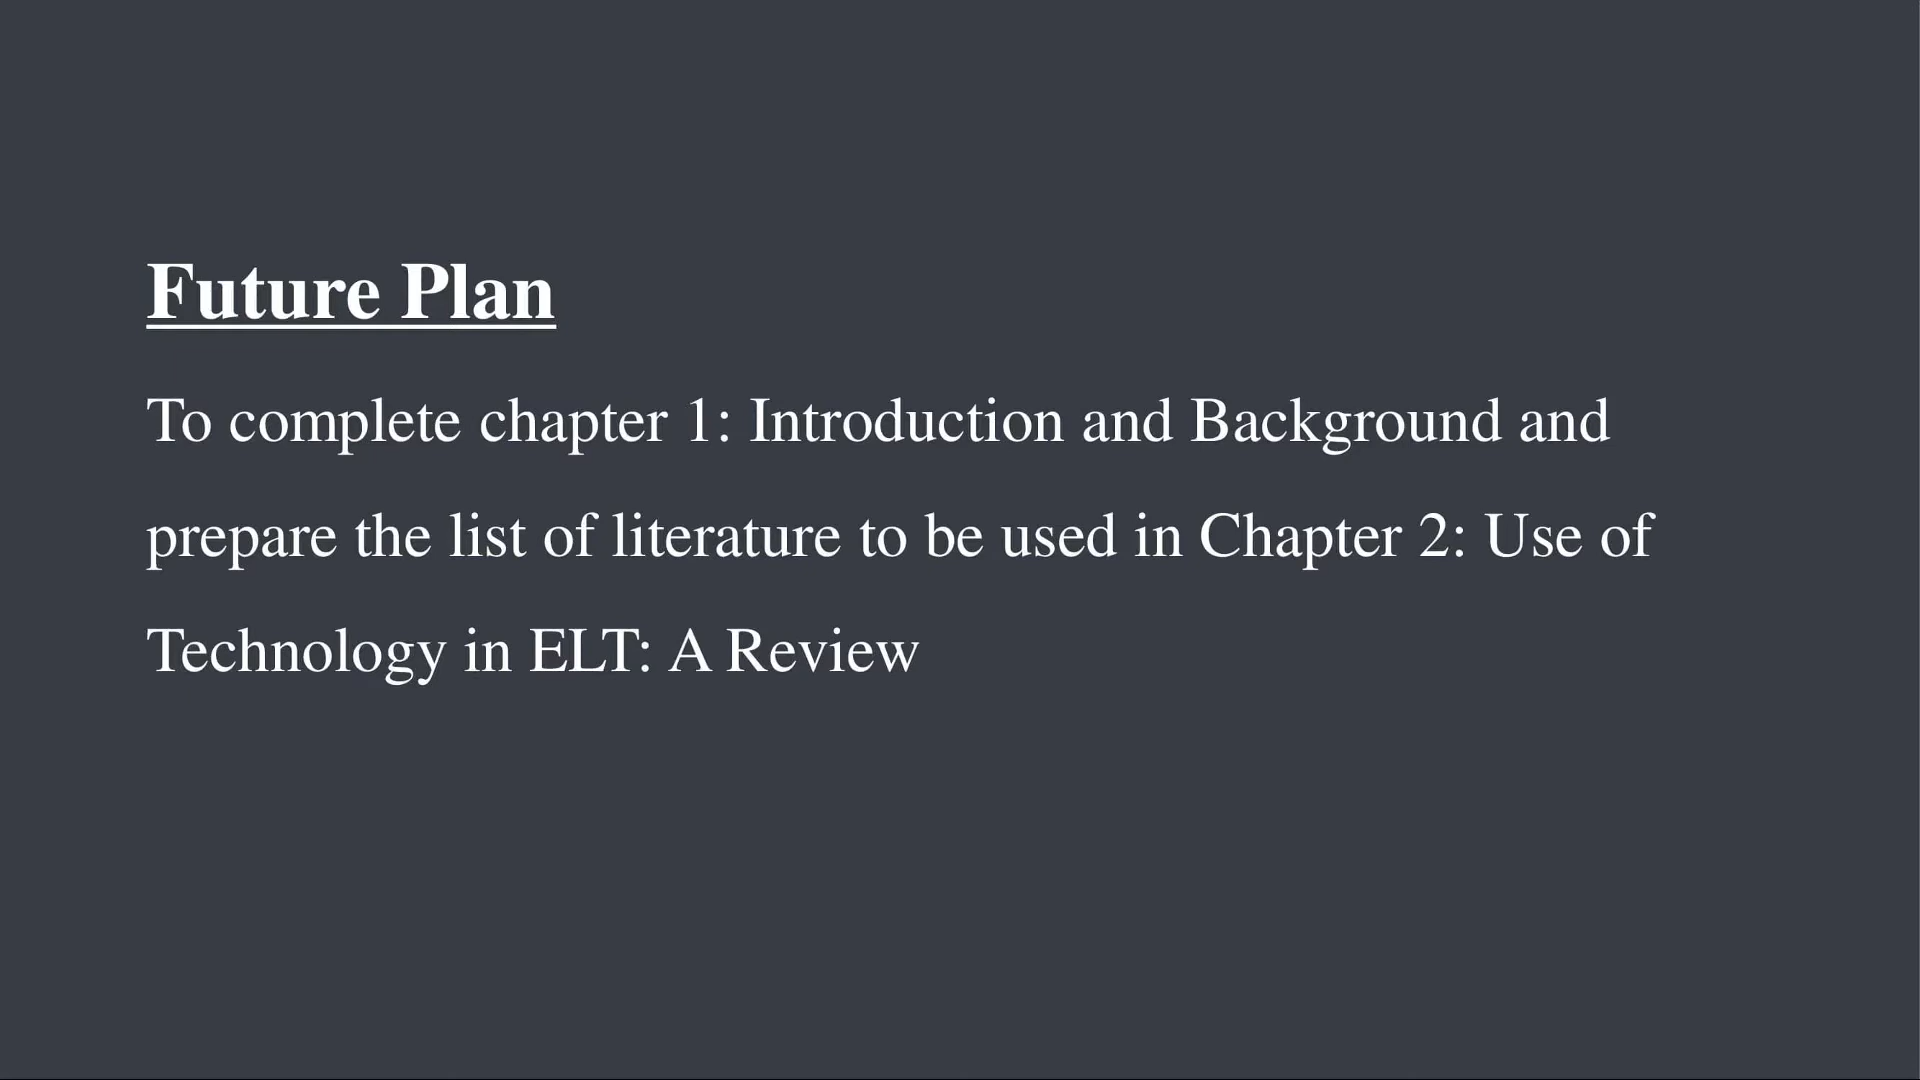 Future Plan
To complete chapter 1: Introduction and Background and
prepare the list of literature to be used in Chapter 2: Use of
Technology in ELT: A Review